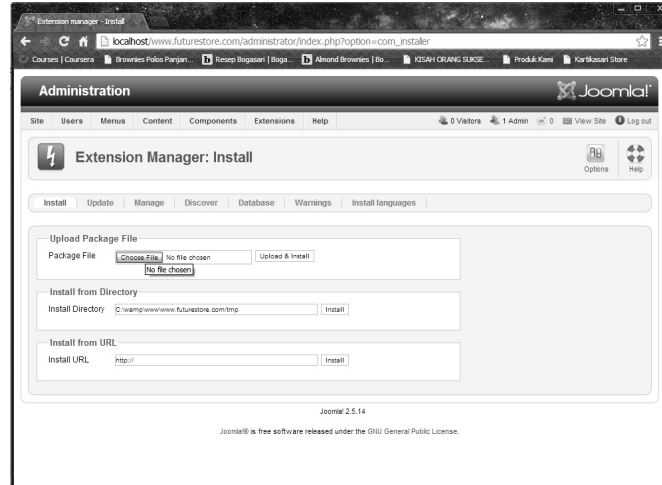 Extension manager - Install
localhost/www.futurestore.com/administrator/index.php?option=com_installer
Courses | Coursera Brownies Polos Panjan... Resep Bogasari | Boga... Almond Brownies | Bo... KISAH ORANG SUKSE... Produk Kami Kartikasari Store
Administration
Joomla!
Site Users Menus Content Components Extensions Help 0 Visitors 1 Admin 0 View Site Log out
Extension Manager: Install
Options Help
Install Update Manage Discover Database Warnings Install languages
Upload Package File
Package File Choose File No file chosen Upload & Install
No file chosen
Install from Directory
Install Directory C:\wamp\www\www.futurestore.com/tmp Install
Install from URL
Install URL http:// Install
Joomla! 2.5.14
Joomla!® is free software released under the GNU General Public License.